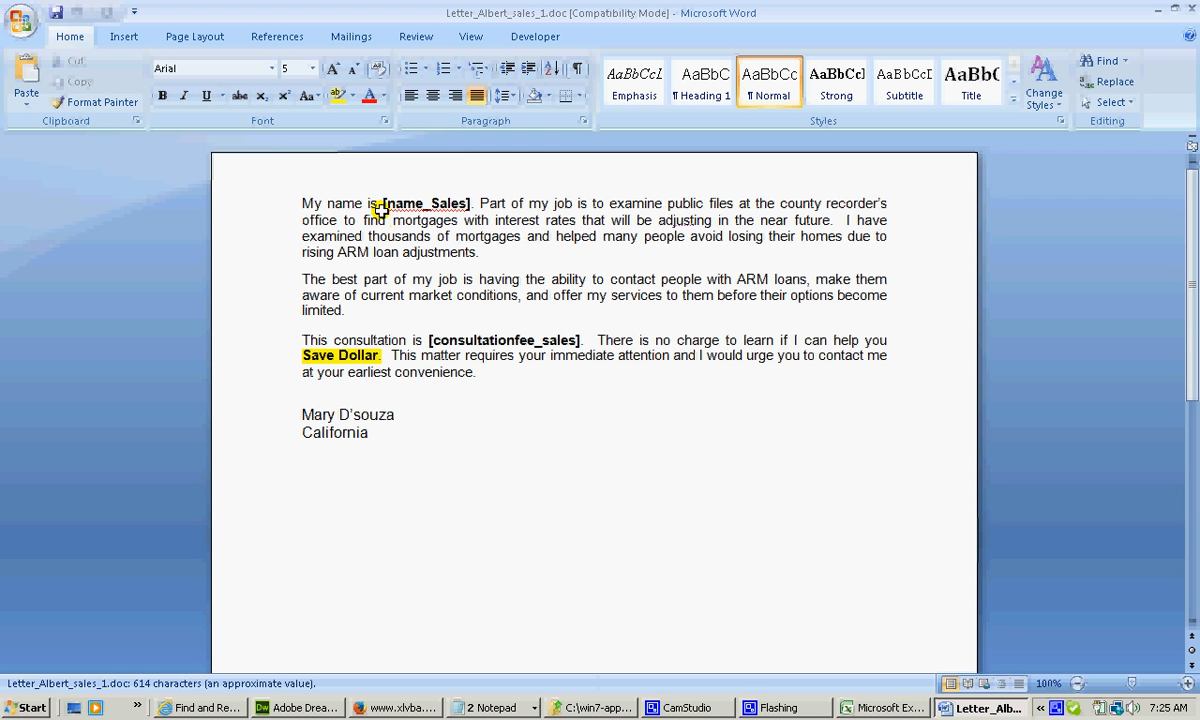 Letter_Albert_sales_1.doc [Compatibility Mode] - Microsoft Word
Home Insert Page Layout References Mailings Review View Developer
Cut
Copy
Format Painter
Paste
Clipboard
Arial 5
Font
Paragraph
AaBbCcI AaBbC AaBbCc AaBbCcI AaBbCcI AaBb(
Emphasis ¶ Heading 1 ¶ Normal Strong Subtitle Title
Change Styles
Styles
Find
Replace
Select
Editing
My name is [name_Sales]. Part of my job is to examine public files at the county recorder's
office to find mortgages with interest rates that will be adjusting in the near future. I have
examined thousands of mortgages and helped many people avoid losing their homes due to
rising ARM loan adjustments.
The best part of my job is having the ability to contact people with ARM loans, make them
aware of current market conditions, and offer my services to them before their options become
limited.
This consultation is [consultationfee_sales]. There is no charge to learn if I can help you
Save Dollar. This matter requires your immediate attention and I would urge you to contact me
at your earliest convenience.
Mary D'souza
California
Letter_Albert_sales_1.doc: 614 characters (an approximate value).
100%
Start » Find and Re... Adobe Drea... www.xlvba.... 2 Notepad C:\win7-app... CamStudio Flashing Microsoft Ex... Letter_Alb... « 7:25 AM